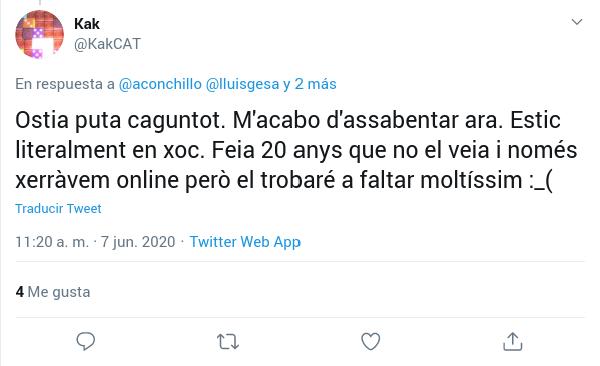 Kak
@KakCAT
En respuesta a @aconchillo @lluisgesa y 2 más
Ostia puta caguntot. M'acabo d'assabentar ara. Estic
literalment en xoc. Feia 20 anys que no el veia i només
xerràvem online però el trobaré a faltar moltíssim :_(
Traducir Tweet
11:20 a. m. · 7 jun. 2020 · Twitter Web App
4 Me gusta